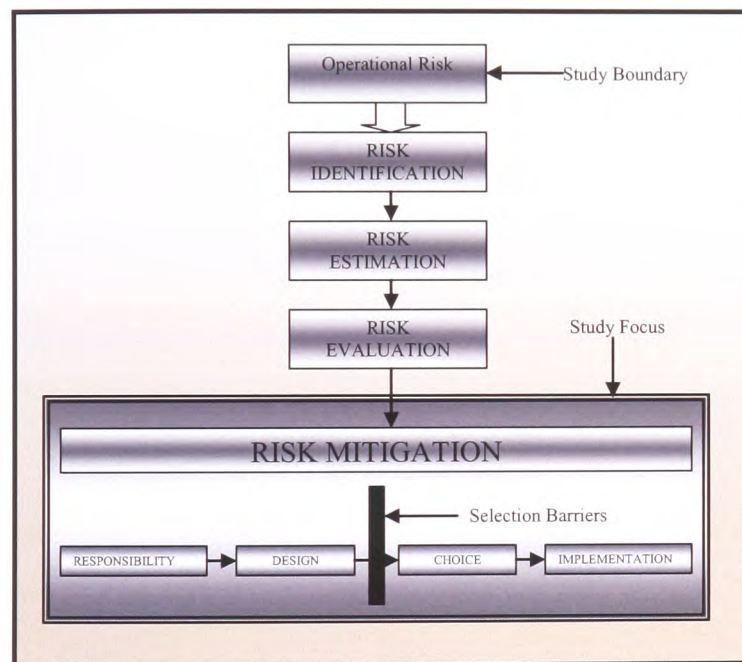 Operational Risk
Study Boundary
RISK
IDENTIFICATION
RISK
ESTIMATION
RISK
EVALUATION
Study Focus
RISK MITIGATION
Selection Barriers
RESPONSIBILITY
DESIGN
CHOICE
IMPLEMENTATION